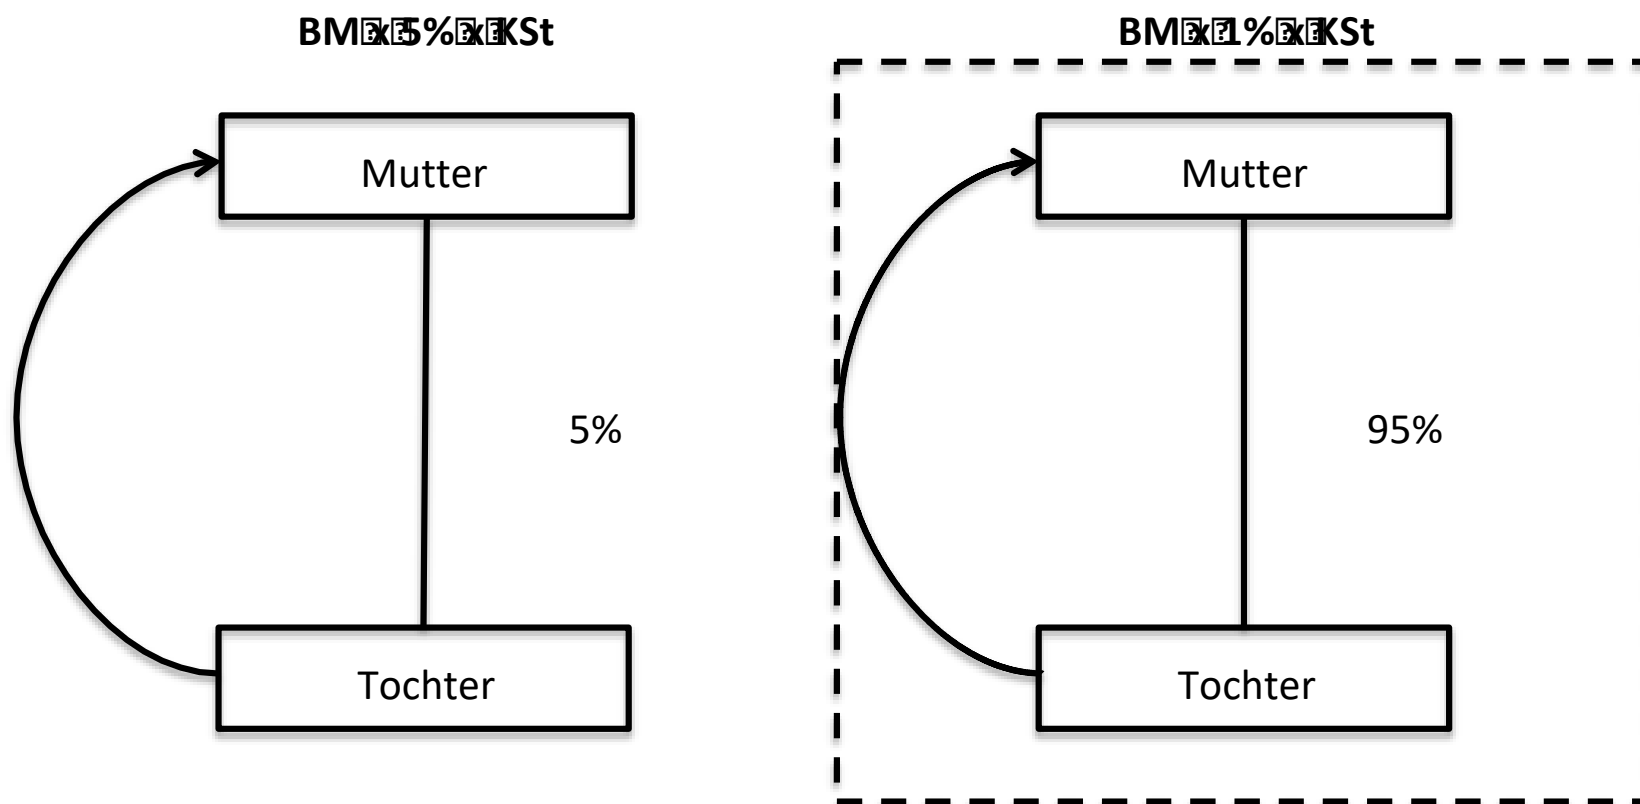 BM x 5% x KSt
Mutter
5%
Tochter
BM x 1% x KSt
Mutter
95%
Tochter